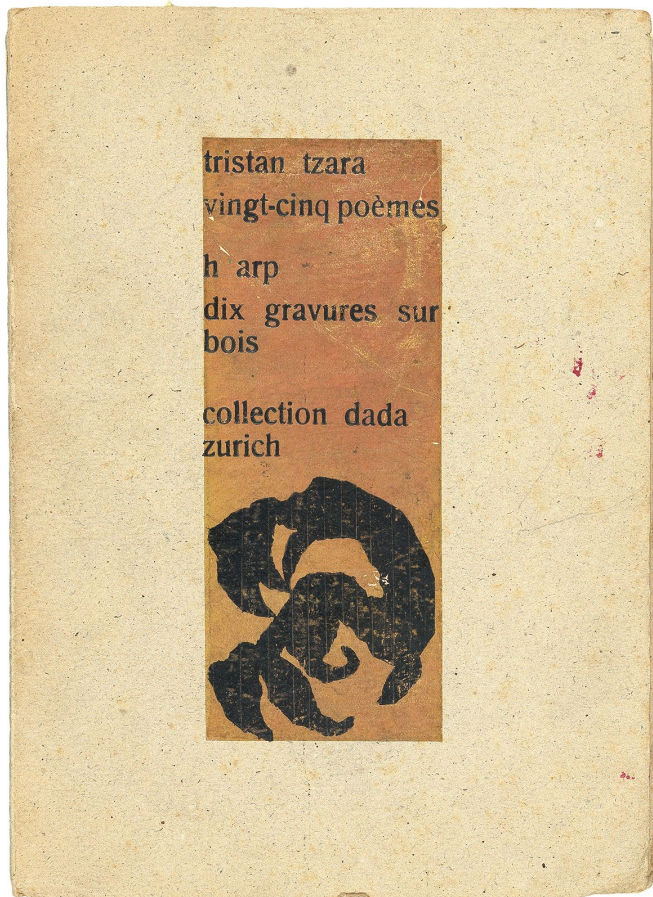 tristan tzara
vingt-cinq poèmes
h arp
dix gravures sur
bois
collection dada
zurich